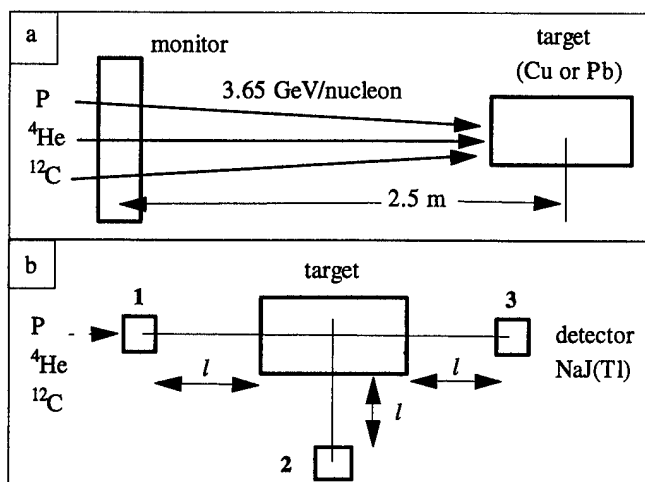 a
monitor
target
(Cu or Pb)
P
3.65 GeV/nucleon
⁴He
¹²C
2.5 m
b
target
1
3
P
⁴He
¹²C
detector
NaJ(Tl)
l
l
l
2